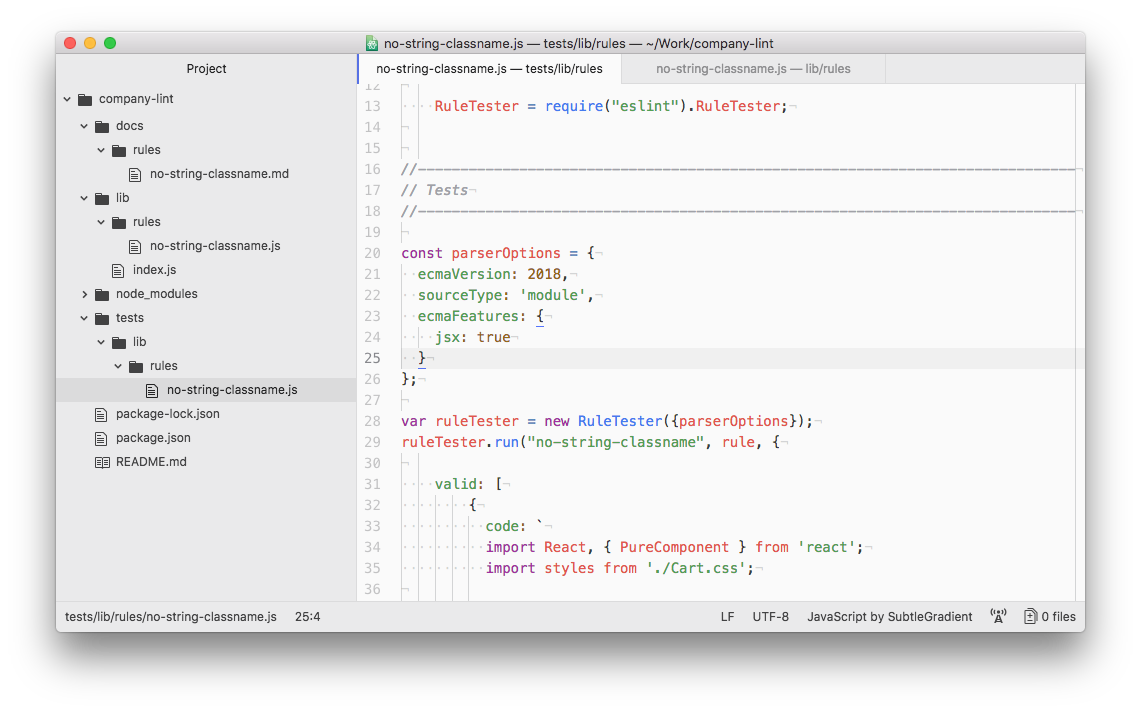 no-string-classname.js — tests/lib/rules — ~/Work/company-lint
Project
no-string-classname.js — tests/lib/rules
no-string-classname.js — lib/rules
company-lint
docs
rules
no-string-classname.md
lib
rules
no-string-classname.js
index.js
node_modules
tests
lib
rules
no-string-classname.js
package-lock.json
package.json
README.md
12
13     RuleTester = require("eslint").RuleTester;
14
15
16 //------------------------------------------------------------------------------
17 // Tests
18 //------------------------------------------------------------------------------
19
20 const parserOptions = {
21   ecmaVersion: 2018,
22   sourceType: 'module',
23   ecmaFeatures: {
24     jsx: true
25   }
26 };
27
28 var ruleTester = new RuleTester({parserOptions});
29 ruleTester.run("no-string-classname", rule, {
30
31     valid: [
32         {
33           code: `
34           import React, { PureComponent } from 'react';
35           import styles from './Cart.css';
36
tests/lib/rules/no-string-classname.js 25:4
LF UTF-8 JavaScript by SubtleGradient 0 files